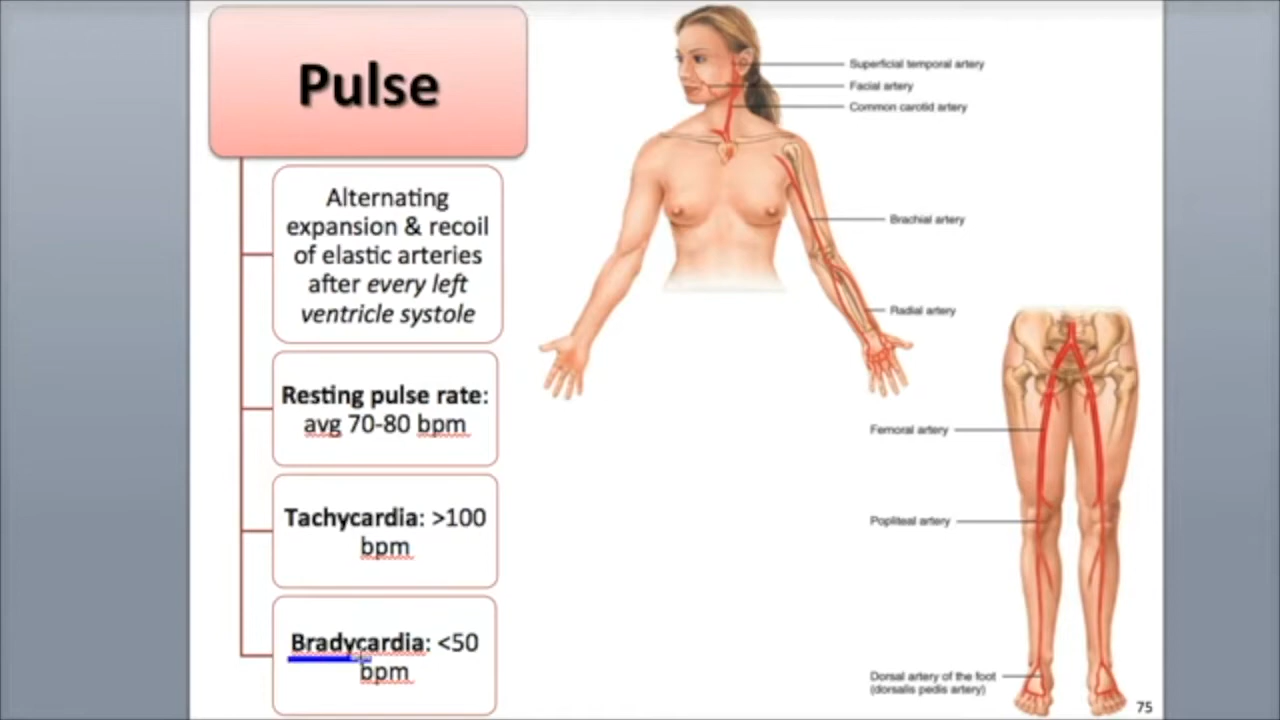 Pulse
Alternating
expansion & recoil
of elastic arteries
after every left
ventricle systole
Resting pulse rate:
avg 70-80 bpm
Tachycardia: >100
bpm
Bradycardia: <50
bpm
Superficial temporal artery
Facial artery
Common carotid artery
Brachial artery
Radial artery
Femoral artery
Popliteal artery
Dorsal artery of the foot
(dorsalis pedis artery)
75